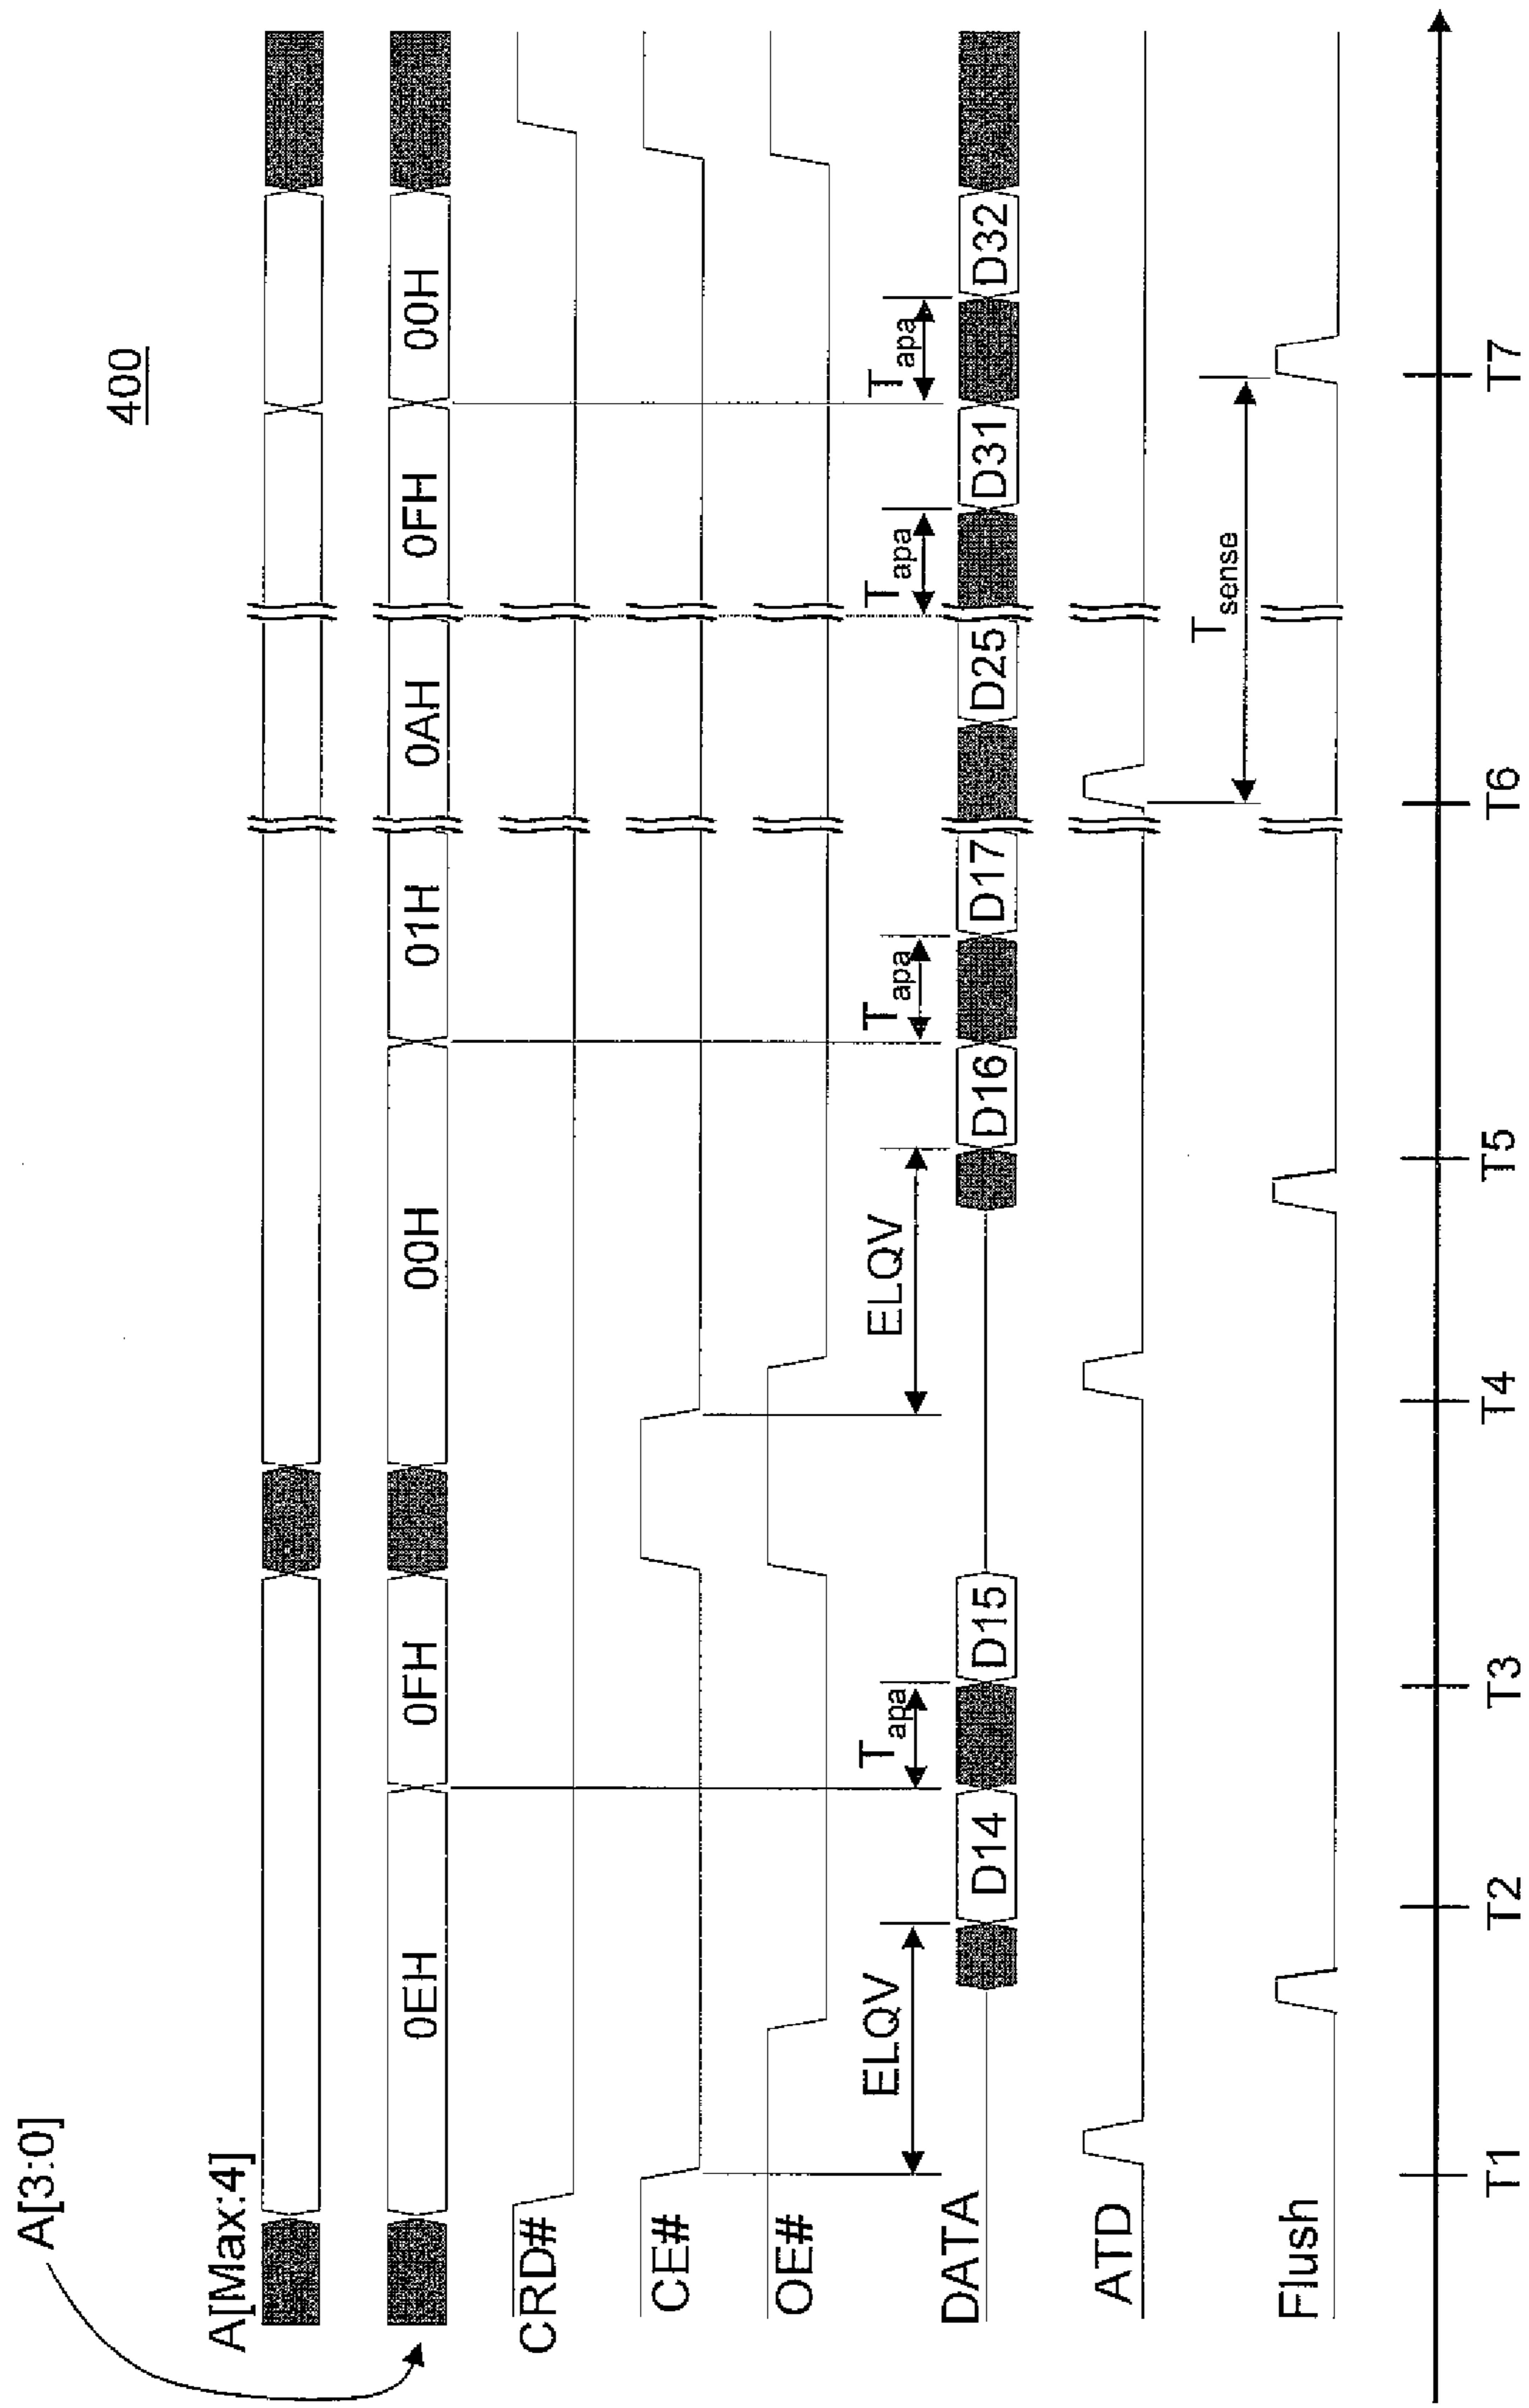 400
A[3:0]
A[Max:4]
0EH 0FH 00H 01H 0AH 0FH 00H
CRD#
CE#
OE#
ELQV Tapa ELQV Tapa Tapa Tapa
DATA D14 D15 D16 D17 D25 D31 D32
ATD
Tsense
Flush
T1 T2 T3 T4 T5 T6 T7